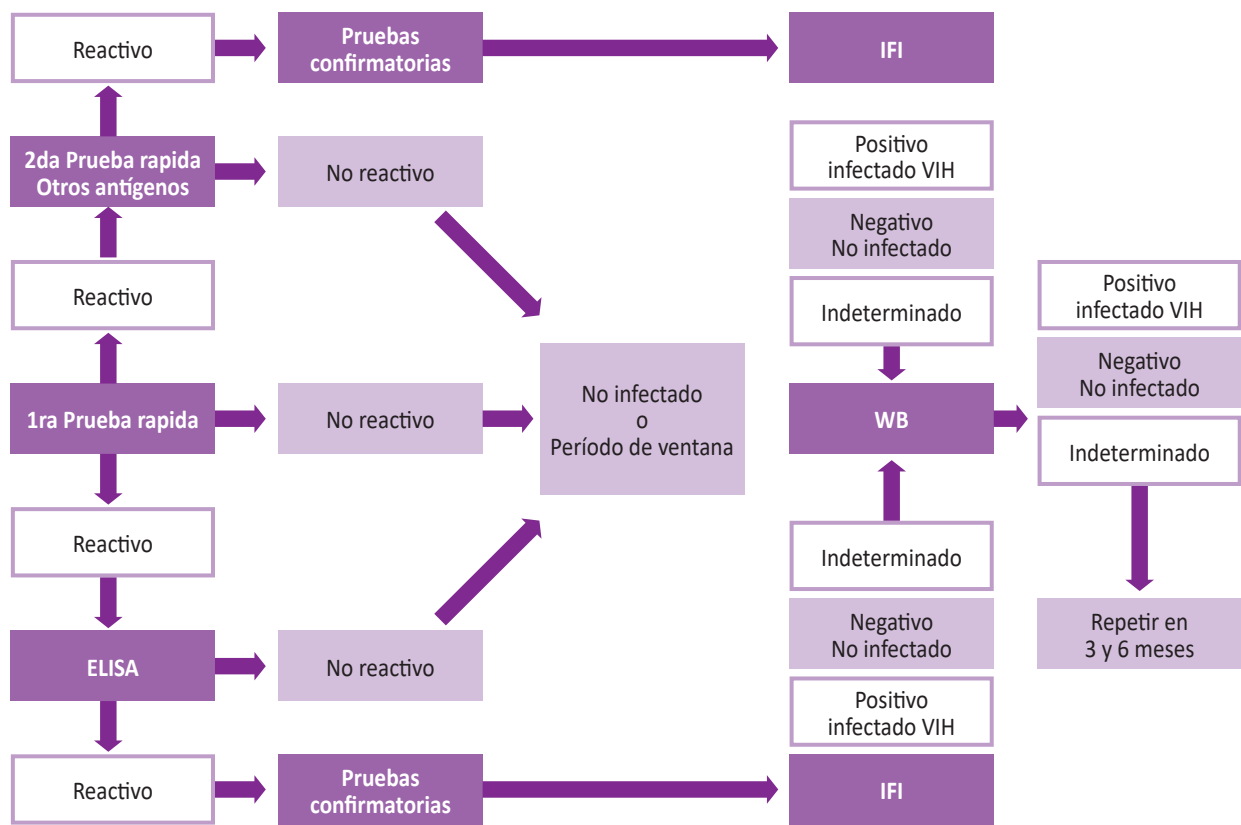 Reactivo
Pruebas
confirmatorias
IFI
2da Prueba rapida
Otros antígenos
No reactivo
Positivo
infectado VIH
Negativo
No infectado
Reactivo
Indeterminado
Positivo
infectado VIH
1ra Prueba rapida
No reactivo
No infectado
o
Período de ventana
WB
Negativo
No infectado
Indeterminado
Reactivo
Indeterminado
ELISA
No reactivo
Negativo
No infectado
Repetir en
3 y 6 meses
Positivo
infectado VIH
Reactivo
Pruebas
confirmatorias
IFI